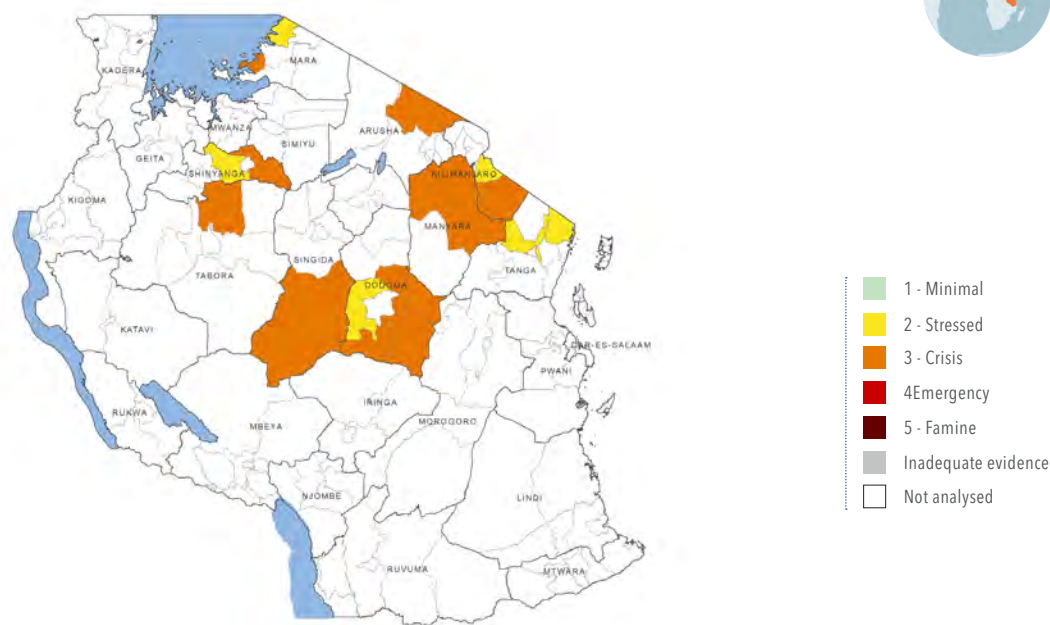 KADERA
MARA
MWANZA
ARUSHA
SIMIYU
GEITA
SHINYANGA
KILIMANJARO
KIGOMA
MANYARA
SINGIDA
TANGA
TABORA
DODOMA
KATAVI
DAR-ES-SALAAM
PWANI
RUKWA
IRINGA
MBEYA
MOROGORO
NJOMBE
LINDI
RUVUMA
MTWARA
1 - Minimal
2 - Stressed
3 - Crisis
4Emergency
5 - Famine
Inadequate evidence
Not analysed